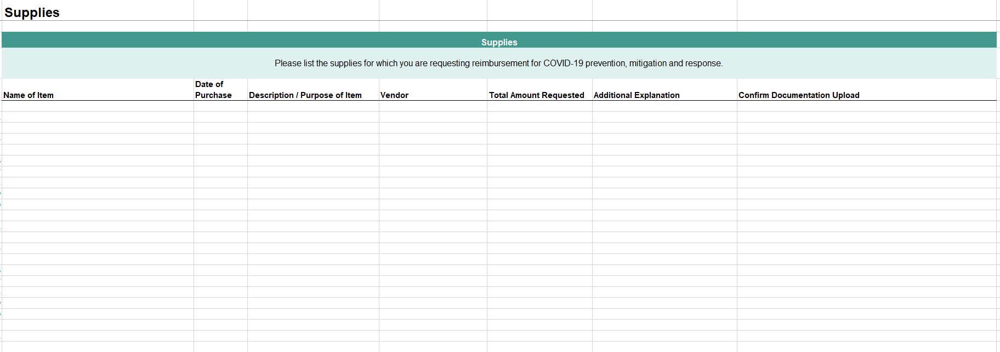 Supplies
Supplies
Please list the supplies for which you are requesting reimbursement for COVID-19 prevention, mitigation and response.
Name of Item
Date of
Purchase
Description / Purpose of Item
Vendor
Total Amount Requested
Additional Explanation
Confirm Documentation Upload